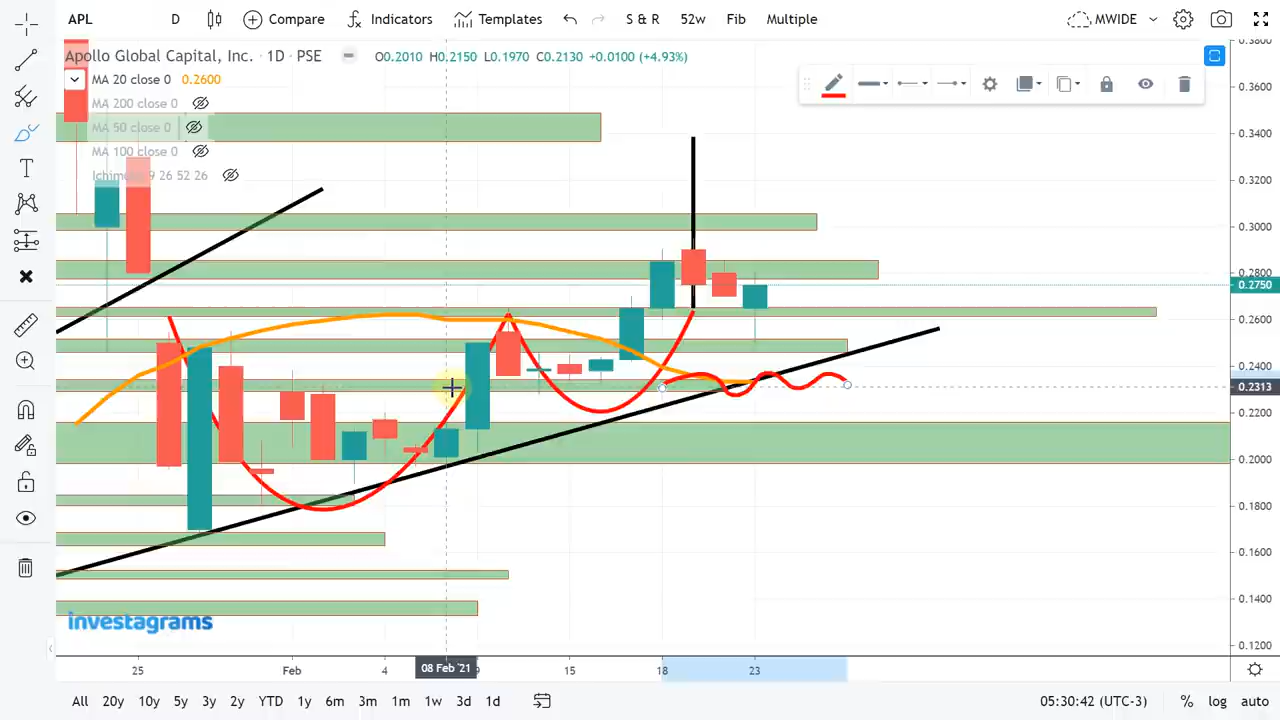 APL D Compare Indicators Templates S & R 52w Fib Multiple MWIDE
Apollo Global Capital, Inc. · 1D · PSE O0.2010 H0.2150 L0.1970 C0.2130 +0.0100 (+4.93%)
MA 20 close 0 0.2600
MA 200 close 0
MA 50 close 0
MA 100 close 0
Ichimoku 9 26 52 26
0.3800
0.3600
0.3400
0.3200
0.3000
0.2800
0.2750
0.2600
0.2400
0.2313
0.2200
0.2000
0.1800
0.1600
0.1400
0.1200
investagrams
25 Feb 4 08 Feb '21 15 18 23
All 20y 10y 5y 3y 2y YTD 1y 6m 3m 1m 1w 3d 1d 05:30:42 (UTC-3) % log auto